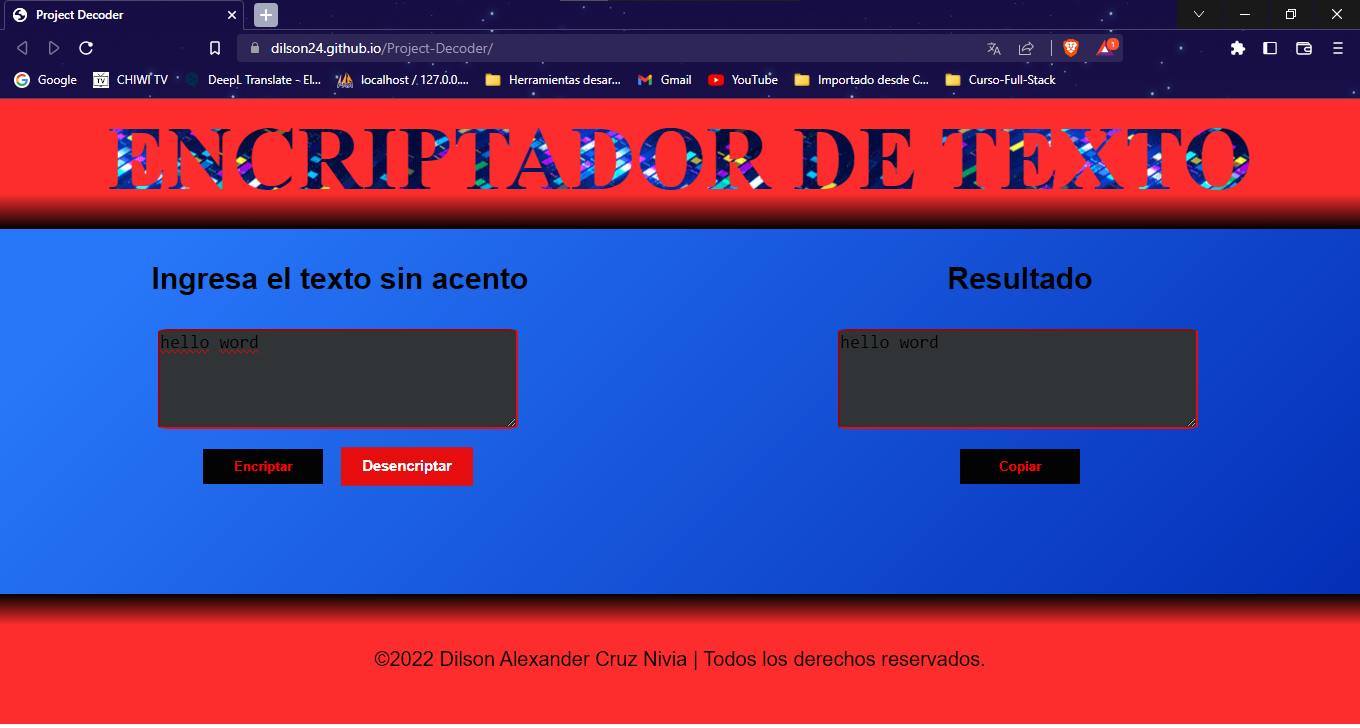 Project Decoder
dilson24.github.io/Project-Decoder/
1
Google CHIWI TV DeepL Translate - El... localhost / 127.0.0.... Herramientas desar... Gmail YouTube Importado desde C... Curso-Full-Stack
ENCRIPTADOR DE TEXTO
Ingresa el texto sin acento
Resultado
hello word
hello word
Encriptar Desencriptar
Copiar
©2022 Dilson Alexander Cruz Nivia | Todos los derechos reservados.